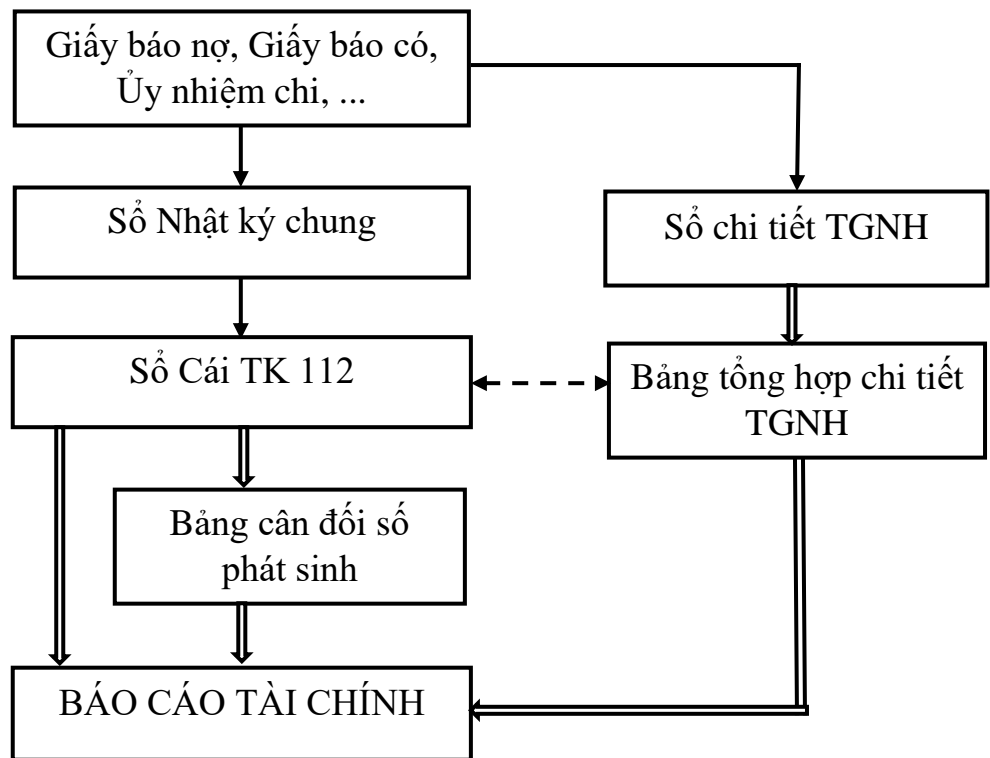 Giấy báo nợ, Giấy báo có,
Ủy nhiệm chi, ...
Sổ Nhật ký chung
Sổ chi tiết TGNH
Sổ Cái TK 112
Bảng tổng hợp chi tiết
TGNH
Bảng cân đối số
phát sinh
BÁO CÁO TÀI CHÍNH